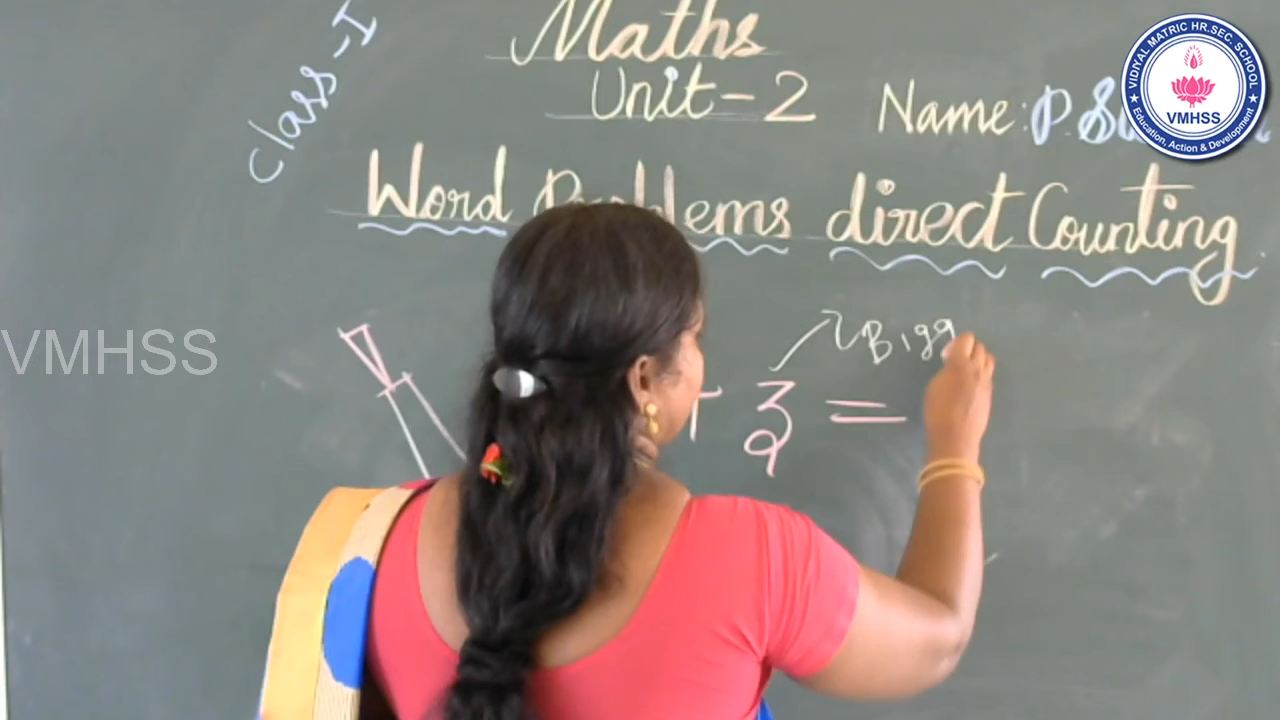 Class - I
Maths
Unit - 2
Name: P.
Word Problems direct Counting
Bigg
+ 3 =
VMHSS
VIDIYAL MATRIC HR.SEC. SCHOOL
VMHSS
Education, Action & Development